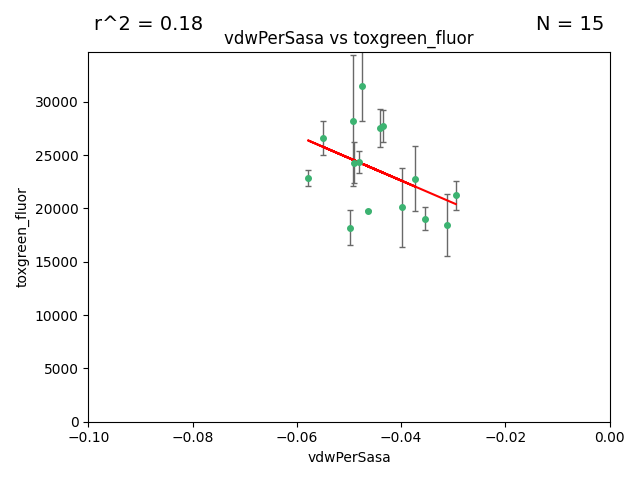 r^2 = 0.18
N = 15
vdwPerSasa vs toxgreen_fluor
30000
25000
20000
15000
10000
5000
0
toxgreen_fluor
−0.10
−0.08
−0.06
−0.04
−0.02
0.00
vdwPerSasa